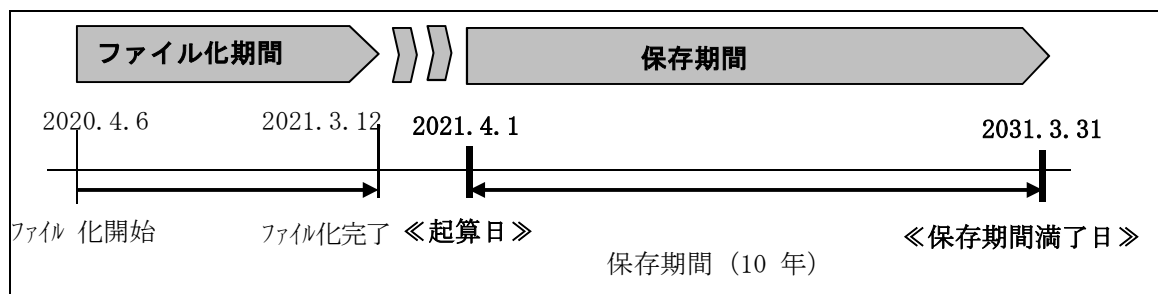 ファイル化期間
保存期間
2020.4.6
2021.3.12
2021.4.1
2031.3.31
ファイル 化開始
ファイル化完了
≪起算日≫
≪保存期間満了日≫
保存期間 (10 年)